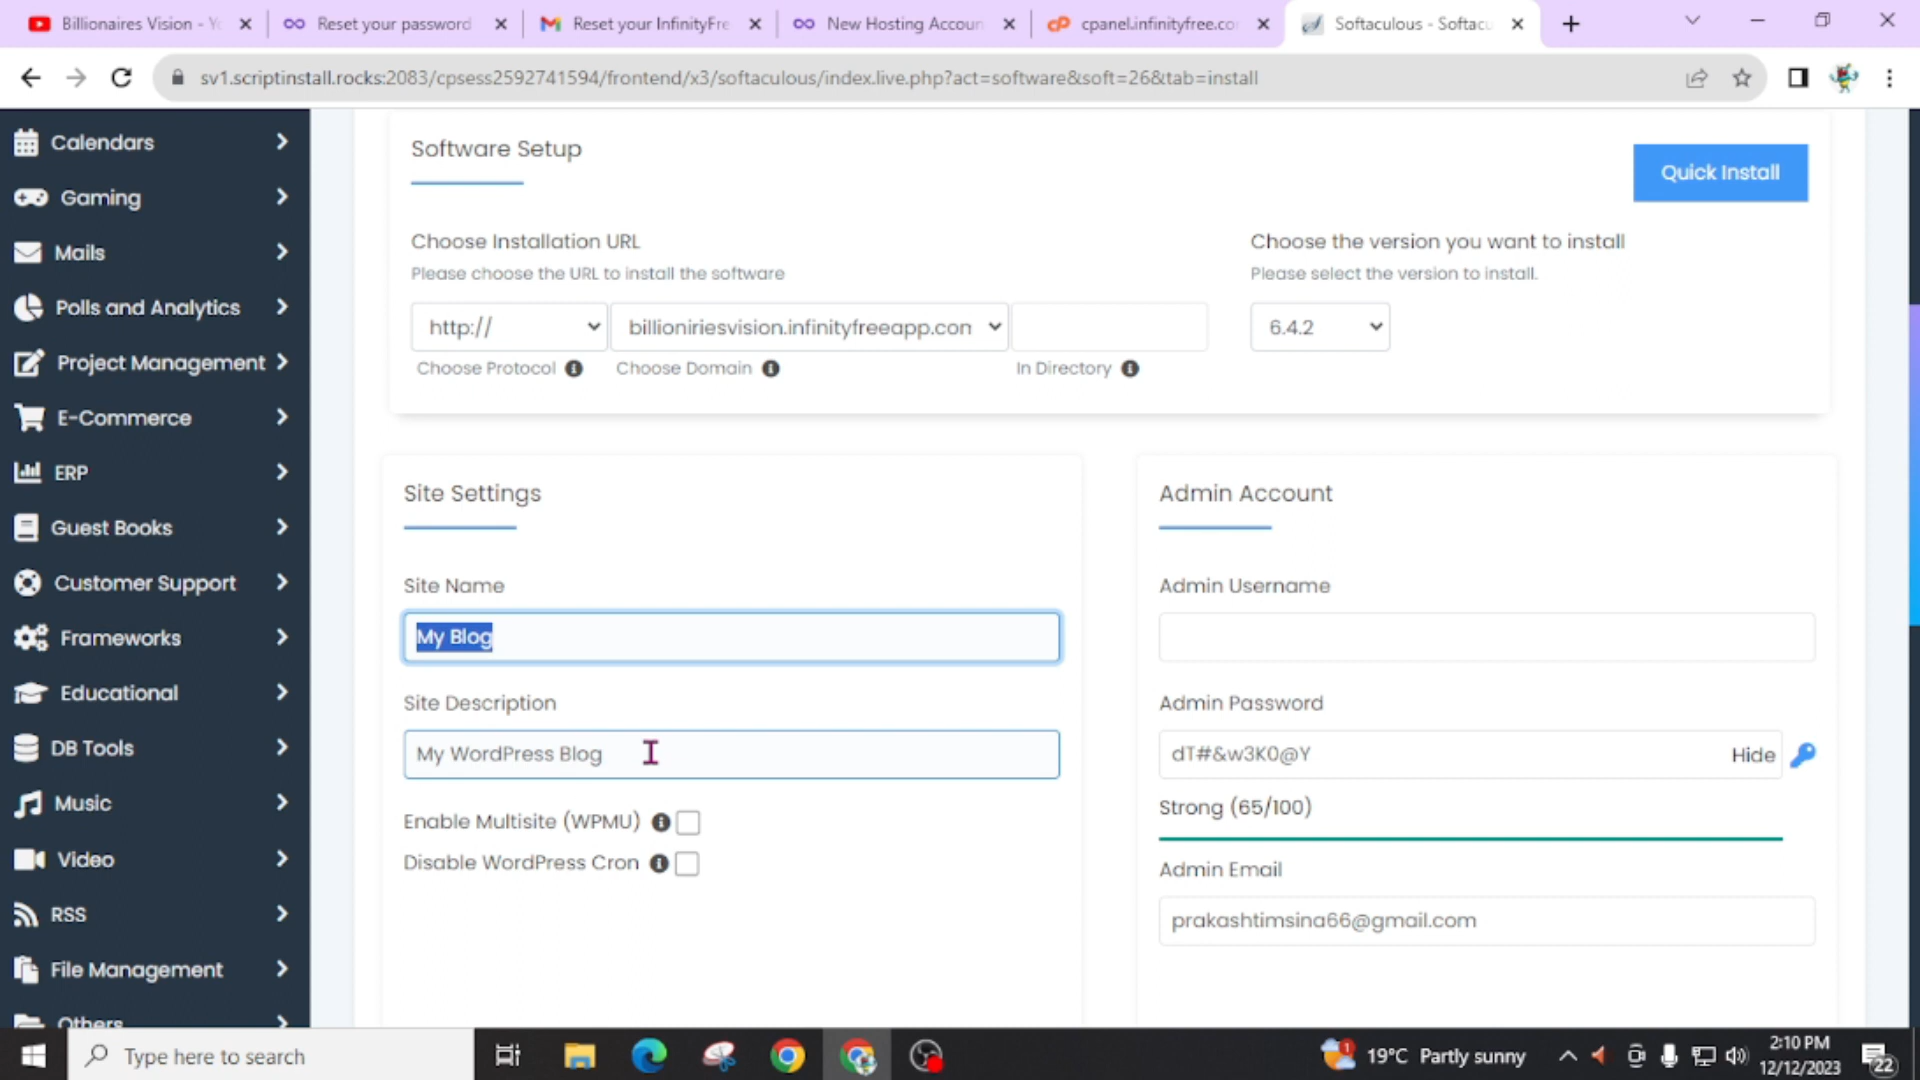 Billionaires Vision - Y
Reset your password
Reset your InfinityFre
New Hosting Accoun
cpanel.infinityfree.co
Softaculous - Softacu
sv1.scriptinstall.rocks:2083/cpsess2592741594/frontend/x3/softaculous/index.live.php?act=software&soft=26&tab=install
Calendars
Gaming
Mails
Polls and Analytics
Project Management
E-Commerce
ERP
Guest Books
Customer Support
Frameworks
Educational
DB Tools
Music
Video
RSS
File Management
Others
Software Setup
Quick Install
Choose Installation URL
Please choose the URL to install the software
http://
billioniriesvision.infinityfreeapp.con
Choose Protocol
Choose Domain
In Directory
Choose the version you want to install
Please select the version to install.
6.4.2
Site Settings
Site Name
My Blog
Site Description
My WordPress Blog
Enable Multisite (WPMU)
Disable WordPress Cron
Admin Account
Admin Username
Admin Password
dT#&w3K0@Y
Hide
Strong (65/100)
Admin Email
prakashtimsina66@gmail.com
Type here to search
1
19°C Partly sunny
2:10 PM
12/12/2023
22